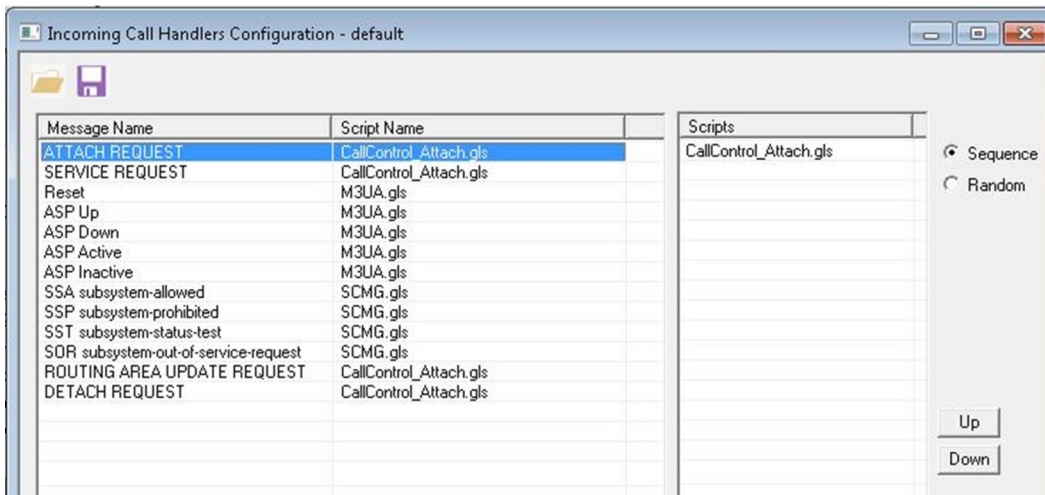 Incoming Call Handlers Configuration - default
Message Name Script Name Scripts
ATTACH REQUEST CallControl_Attach.gls CallControl_Attach.gls Sequence
SERVICE REQUEST CallControl_Attach.gls
Reset M3UA.gls Random
ASP Up M3UA.gls
ASP Down M3UA.gls
ASP Active M3UA.gls
ASP Inactive M3UA.gls
SSA subsystem-allowed SCMG.gls
SSP subsystem-prohibited SCMG.gls
SST subsystem-status-test SCMG.gls
SOR subsystem-out-of-service-request SCMG.gls
ROUTING AREA UPDATE REQUEST CallControl_Attach.gls
DETACH REQUEST CallControl_Attach.gls
Up
Down